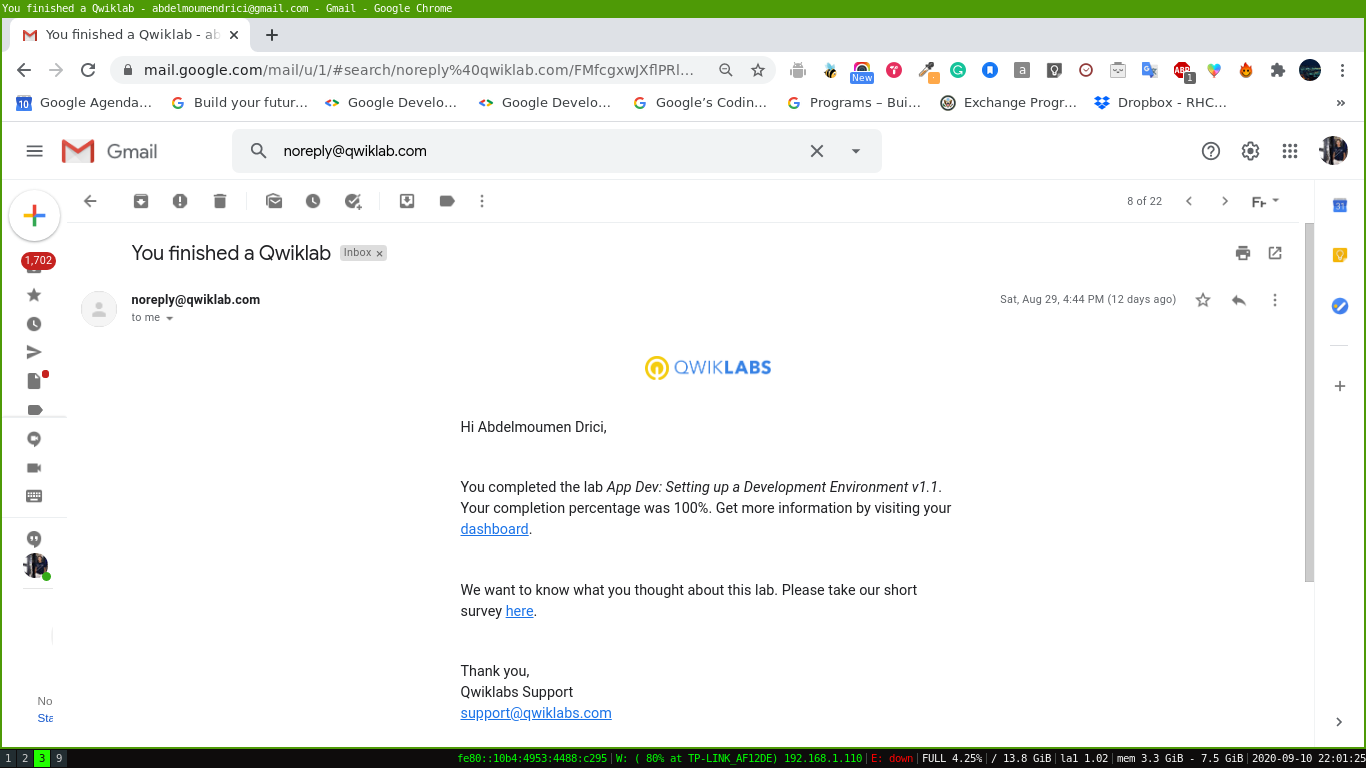 You finished a Qwiklab - abdelmoumendrici@gmail.com - Gmail - Google Chrome
You finished a Qwiklab - ab
mail.google.com/mail/u/1/#search/noreply%40qwiklab.com/FMfcgxwJXflPRl...
New
a
ABP
1
10
Google Agenda...
Build your futur...
Google Develo...
Google Develo...
Google's Codin...
Programs – Bui...
Exchange Progr...
Dropbox - RHC...
»
Gmail
noreply@qwiklab.com
8 of 22
31
1,702
You finished a Qwiklab
Inbox x
noreply@qwiklab.com
Sat, Aug 29, 4:44 PM (12 days ago)
to me
QWIKLABS
Hi Abdelmoumen Drici,
You completed the lab App Dev: Setting up a Development Environment v1.1.
Your completion percentage was 100%. Get more information by visiting your
dashboard.
We want to know what you thought about this lab. Please take our short
survey here.
Thank you,
Qwiklabs Support
support@qwiklabs.com
No
Sta
1 2 3 9
fe80::10b4:4953:4488:c295 | W: ( 80% at TP-LINK_AF12DE) 192.168.1.110 | E: down | FULL 4.25% | / 13.8 GiB | la1 1.02 | mem 3.3 GiB - 7.5 GiB | 2020-09-10 22:01:25